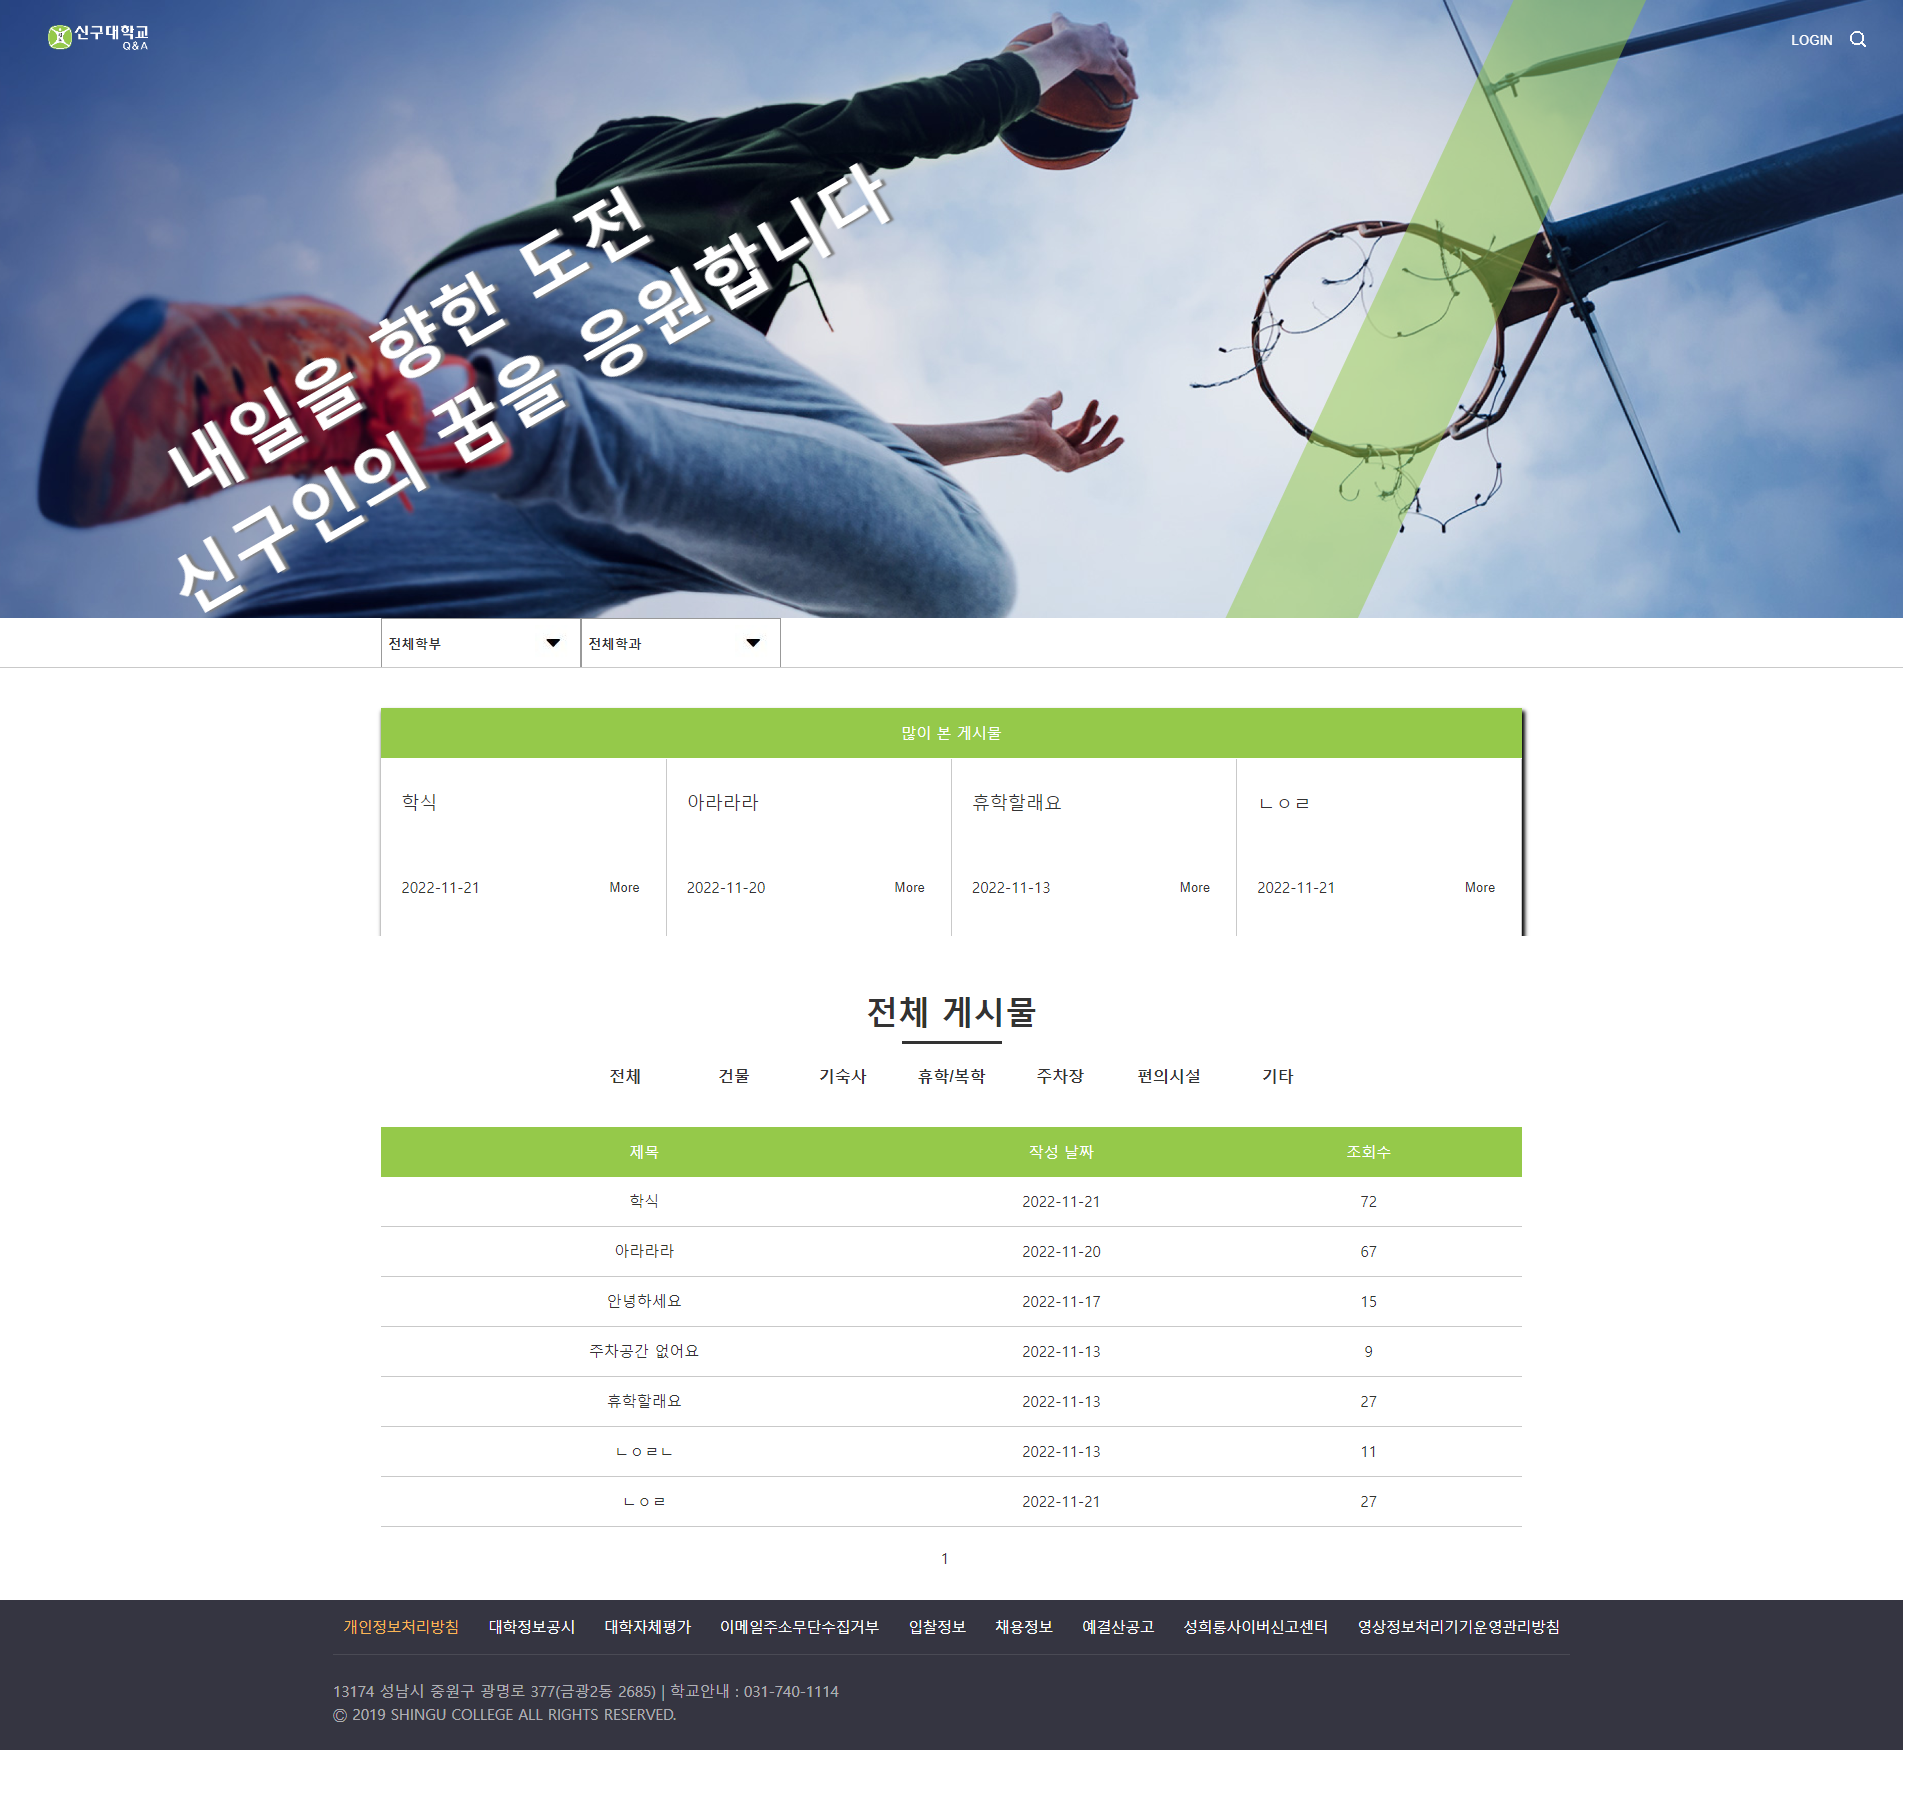 신구대학교
Q&A
LOGIN
내일을 향한 도전
신구인의 꿈을 응원합니다
전체학부
전체학과
많이 본 게시물
학식
아라라라
휴학할래요
ㄴㅇㄹ
2022-11-21 More
2022-11-20 More
2022-11-13 More
2022-11-21 More
전체 게시물
전체 건물 기숙사 휴학/복학 주차장 편의시설 기타
제목 작성 날짜 조회수
학식 2022-11-21 72
아라라라 2022-11-20 67
안녕하세요 2022-11-17 15
주차공간 없어요 2022-11-13 9
휴학할래요 2022-11-13 27
ㄴㅇㄹㄴ 2022-11-13 11
ㄴㅇㄹ 2022-11-21 27
1
개인정보처리방침 대학정보공시 대학자체평가 이메일주소무단수집거부 입찰정보 채용정보 예결산공고 성희롱사이버신고센터 영상정보처리기기운영관리방침
13174 성남시 중원구 광명로 377(금광2동 2685) | 학교안내 : 031-740-1114
© 2019 SHINGU COLLEGE ALL RIGHTS RESERVED.